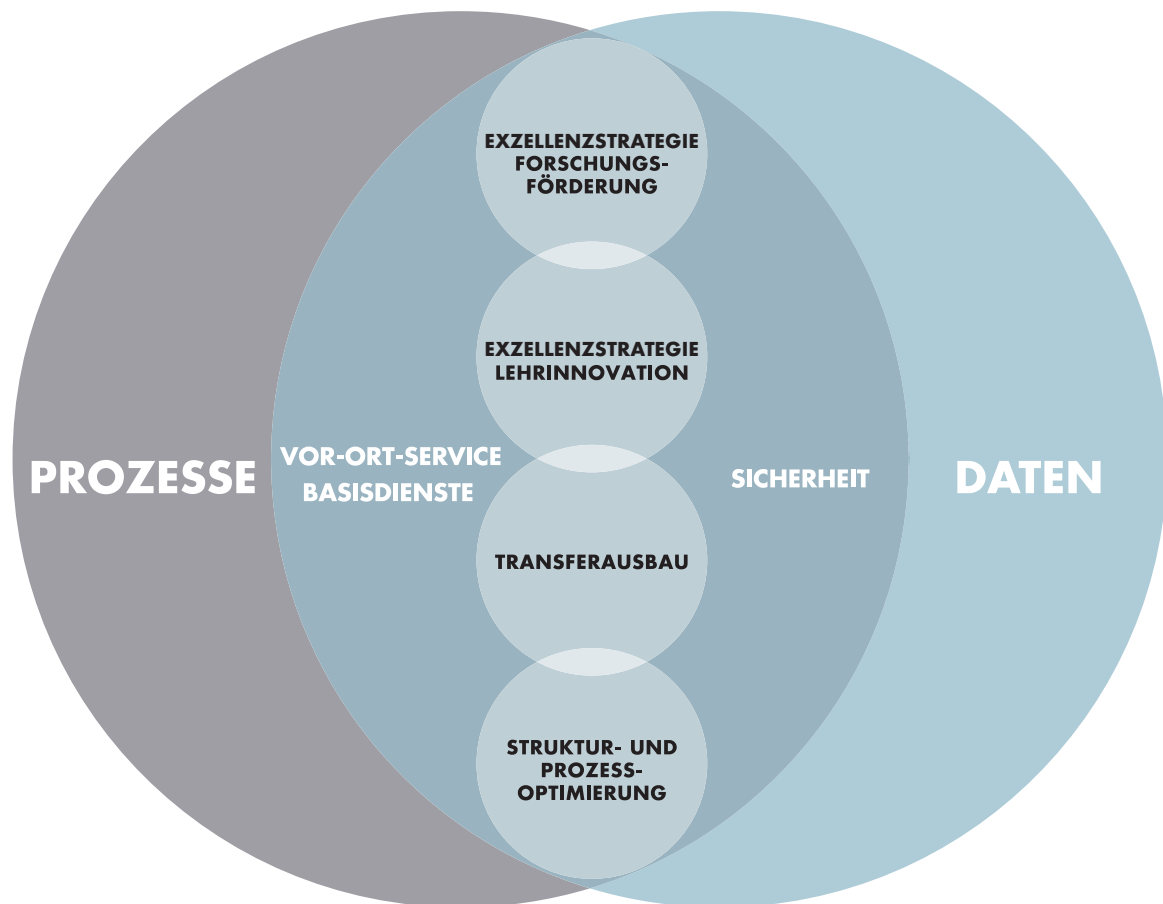 EXZELLENZSTRATEGIE
FORSCHUNGS-
FÖRDERUNG
EXZELLENZSTRATEGIE
LEHRINNOVATION
PROZESSE
VOR-ORT-SERVICE
BASISDIENSTE
SICHERHEIT
DATEN
TRANSFERAUSBAU
STRUKTUR- UND
PROZESS-
OPTIMIERUNG